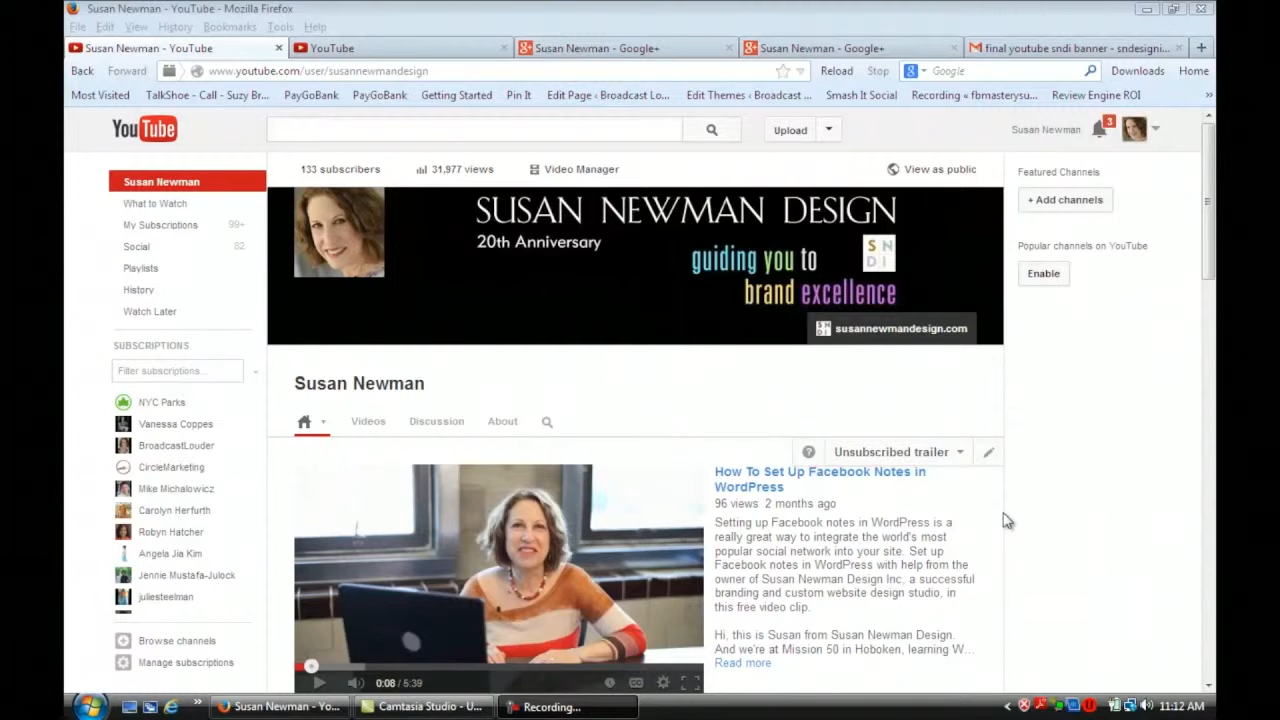 Susan Newman - YouTube - Mozilla Firefox
File Edit View History Bookmarks Tools Help
Susan Newman - YouTube
YouTube
Susan Newman - Google+
Susan Newman - Google+
final youtube sndi banner - sndesigni...
Back Forward www.youtube.com/user/susannewmandesign Reload Stop Google Downloads Home
Most Visited TalkShoe - Call - Suzy Br... PayGoBank PayGoBank Getting Started Pin It Edit Page ‹ Broadcast Lo... Edit Themes ‹ Broadcast ... Smash It Social Recording « fbmasterysu... Review Engine ROI »
YouTube Upload Susan Newman 3
Susan Newman
What to Watch
My Subscriptions 99+
Social 82
Playlists
History
Watch Later
SUBSCRIPTIONS
Filter subscriptions...
NYC Parks
Vanessa Coppes
BroadcastLouder
CircleMarketing
Mike Michalowicz
Carolyn Herfurth
Robyn Hatcher
Angela Jia Kim
Jennie Mustafa-Julock
juliesteelman
Browse channels
Manage subscriptions
133 subscribers 31,977 views Video Manager View as public
SUSAN NEWMAN DESIGN
20th Anniversary
guiding you to
brand excellence
S N
D I
susannewmandesign.com
Susan Newman
Videos Discussion About
? Unsubscribed trailer
How To Set Up Facebook Notes in
WordPress
96 views 2 months ago
Setting up Facebook notes in WordPress is a
really great way to integrate the world's most
popular social network into your site. Set up
Facebook notes in WordPress with help from the
owner of Susan Newman Design Inc, a successful
branding and custom website design studio, in
this free video clip.
Hi, this is Susan from Susan Newman Design.
And we're at Mission 50 in Hoboken, learning W...
Read more
0:08 / 5:39
Featured Channels
+ Add channels
Popular channels on YouTube
Enable
Susan Newman - Yo...
Camtasia Studio - U...
Recording...
11:12 AM